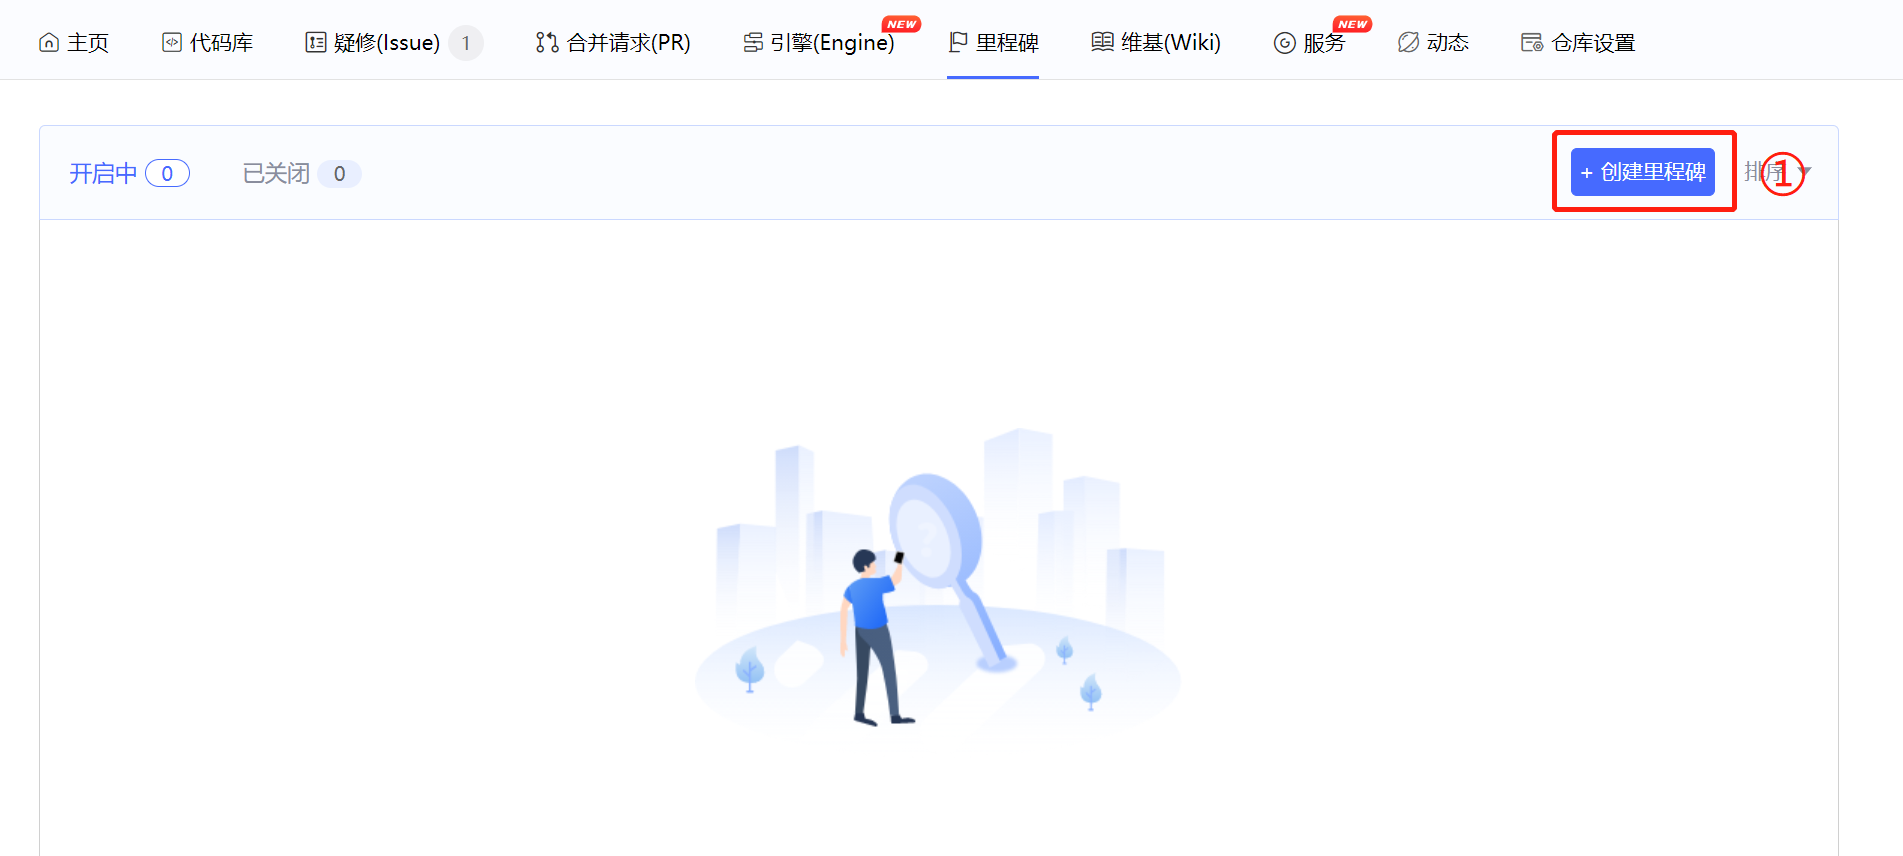 主页 代码库 疑修(Issue) 1 合并请求(PR) 引擎(Engine) NEW 里程碑 维基(Wiki) 服务 NEW 动态 仓库设置
开启中 0 已关闭 0 + 创建里程碑 排序 ①
?